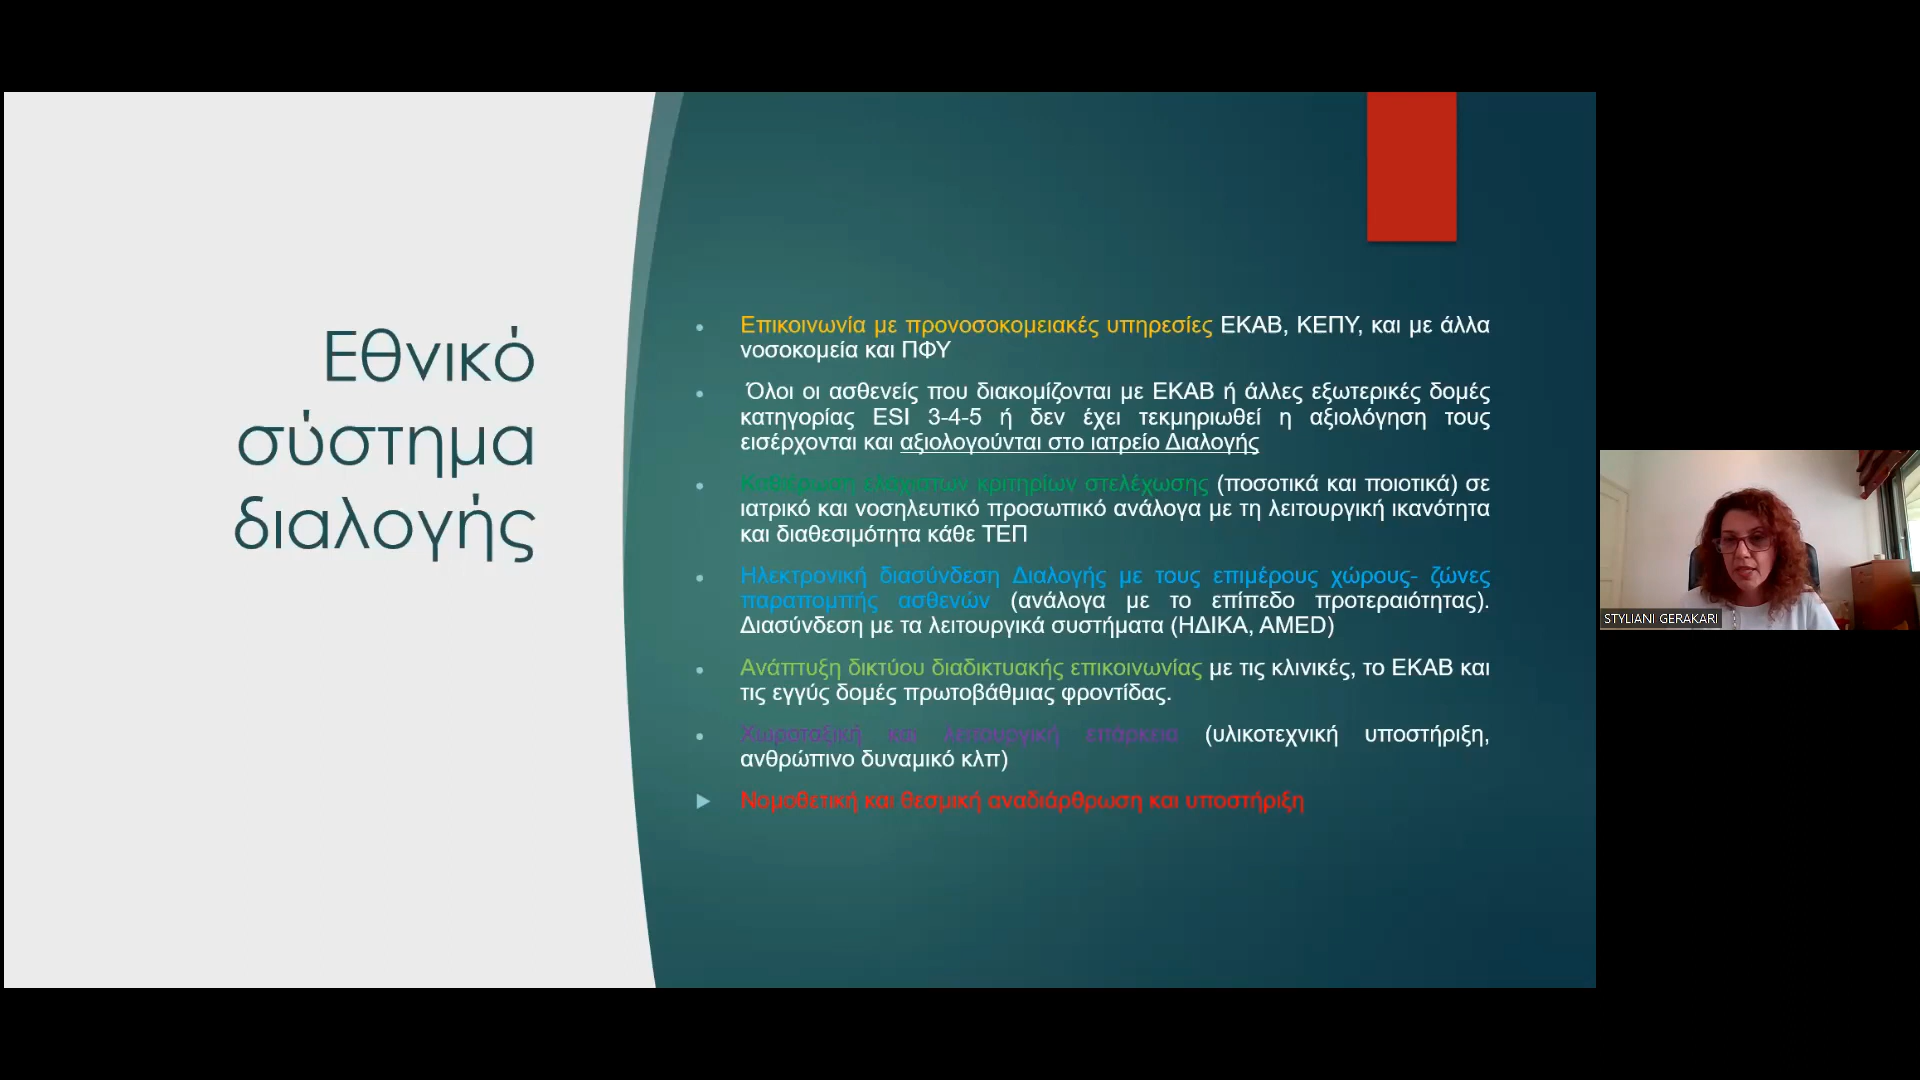 Εθνικό
σύστημα
διαλογής
Επικοινωνία με προνοσοκομειακές υπηρεσίες ΕΚΑΒ, ΚΕΠΥ, και με άλλα
νοσοκομεία και ΠΦΥ
Όλοι οι ασθενείς που διακομίζονται με ΕΚΑΒ ή άλλες εξωτερικές δομές
κατηγορίας ESI 3-4-5 ή δεν έχει τεκμηριωθεί η αξιολόγηση τους
εισέρχονται και αξιολογούνται στο ιατρείο Διαλογής
Καθιέρωση ελάχιστων κριτηρίων στελέχωσης (ποσοτικά και ποιοτικά) σε
ιατρικό και νοσηλευτικό προσωπικό ανάλογα με τη λειτουργική ικανότητα
και διαθεσιμότητα κάθε ΤΕΠ
Ηλεκτρονική διασύνδεση Διαλογής με τους επιμέρους χώρους- ζώνες
παραπομπής ασθενών (ανάλογα με το επίπεδο προτεραιότητας).
Διασύνδεση με τα λειτουργικά συστήματα (ΗΔΙΚΑ, AMED)
Ανάπτυξη δικτύου διαδικτυακής επικοινωνίας με τις κλινικές, το ΕΚΑΒ και
τις εγγύς δομές πρωτοβάθμιας φροντίδας.
Χωροταξική και λειτουργική επάρκεια (υλικοτεχνική υποστήριξη,
ανθρώπινο δυναμικό κλπ)
Νομοθετική και θεσμική αναδιάρθρωση και υποστήριξη
STYLIANI GERAKARI